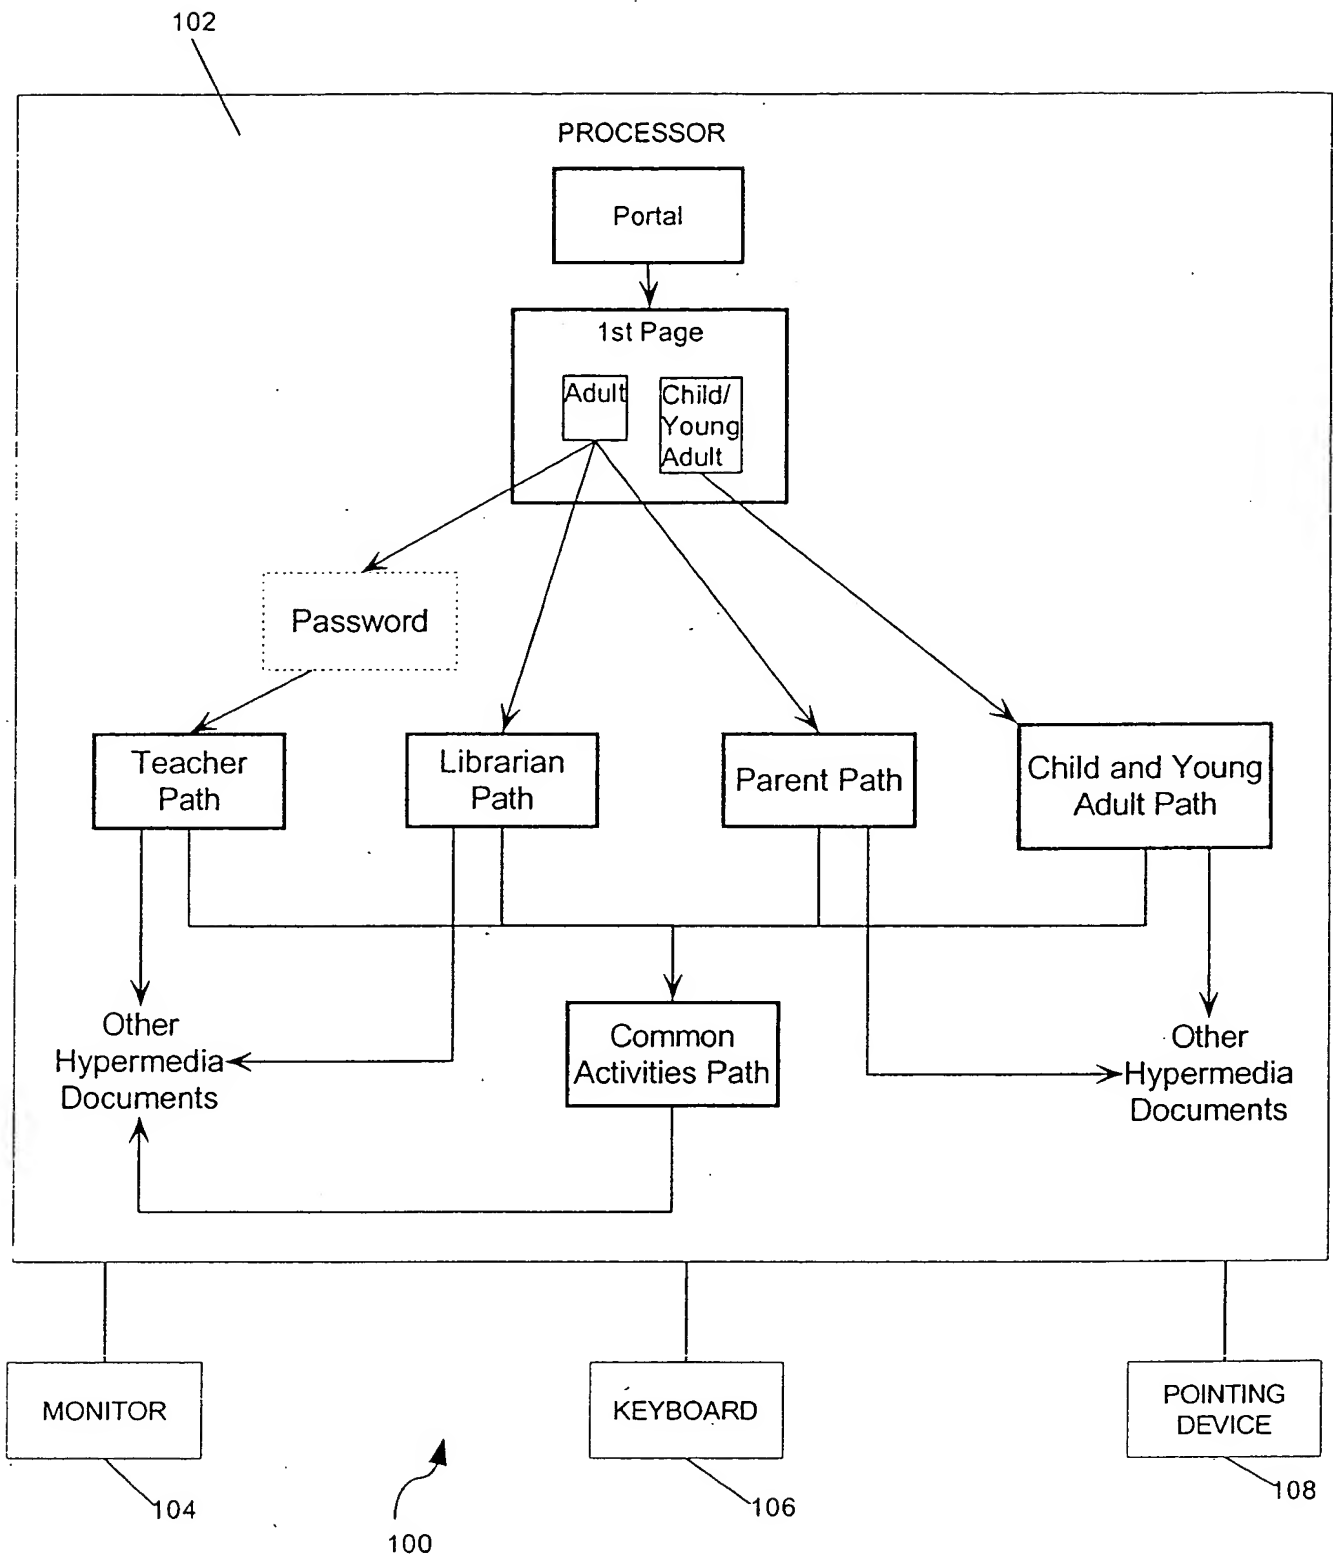 102
PROCESSOR
Portal
1st Page
Adult
Child/
Young
Adult
Password
Teacher
Path
Librarian
Path
Parent Path
Child and Young
Adult Path
Other
Hypermedia
Documents
Common
Activities Path
Other
Hypermedia
Documents
MONITOR
KEYBOARD
POINTING
DEVICE
104
100
106
108